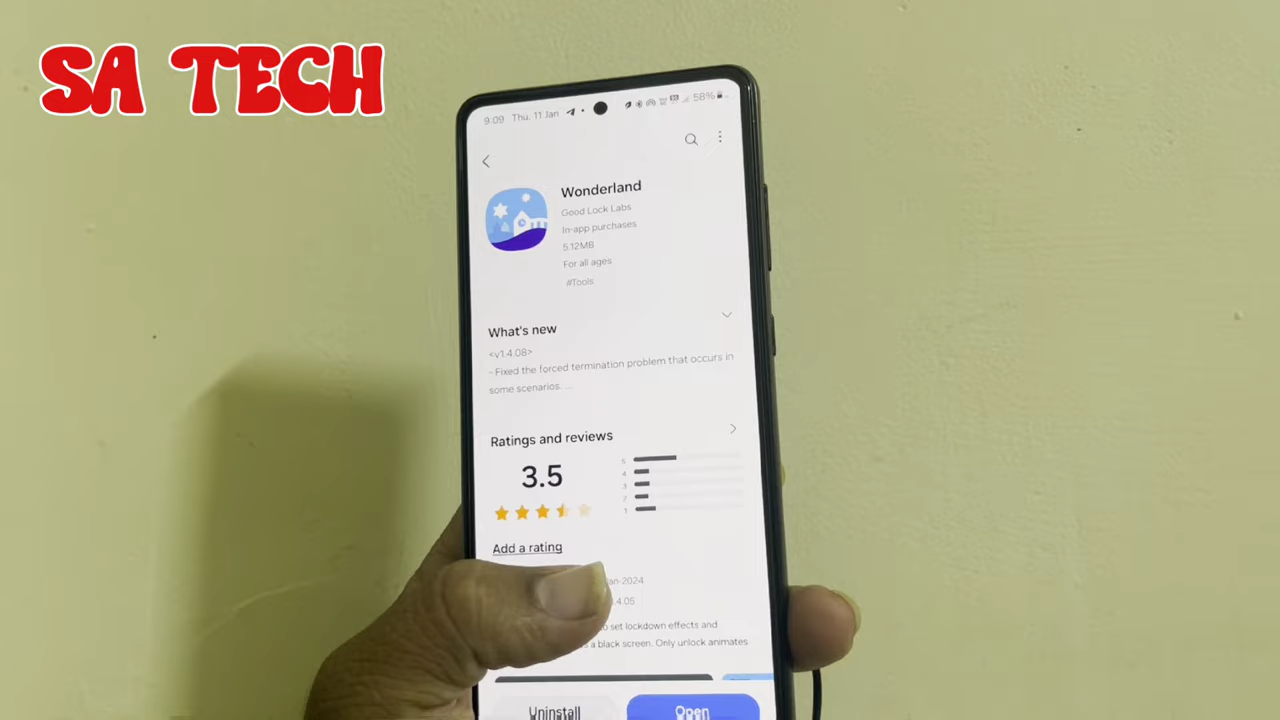 SA TECH
9:09 Thu, 11 Jan
58%
Wonderland
Good Lock Labs
In-app purchases
5.12MB
For all ages
#Tools
What's new
<v1.4.08>
- Fixed the forced termination problem that occurs in
some scenarios. ...
Ratings and reviews
3.5
5
4
3
2
1
Add a rating
an-2024
.4.05
o set lockdown effects and
a black screen. Only unlock animates
Uninstall
Open